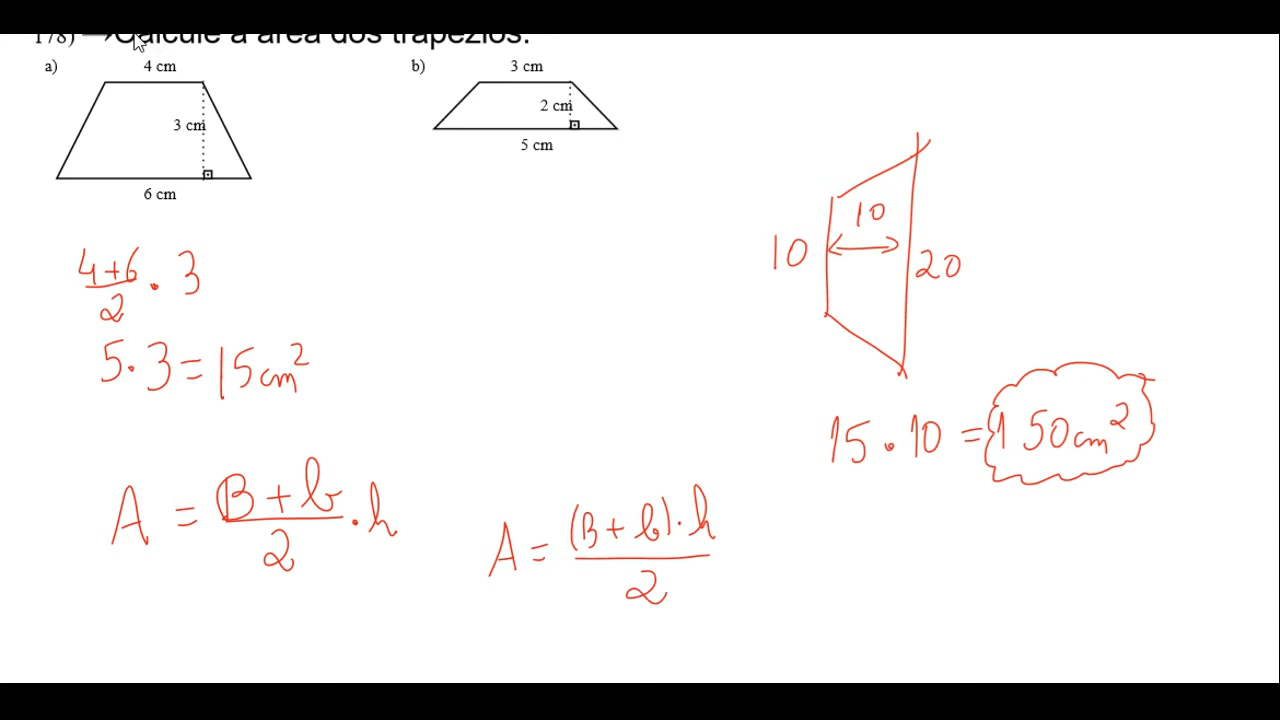 178) →Calcule a área dos trapézios:
a)
4 cm
3 cm
6 cm
b)
3 cm
2 cm
5 cm
4+6/2 . 3
5.3=15cm²
A = B+b/2 . h
A = (B+b).h/2
10
10
20
15.10=150cm²